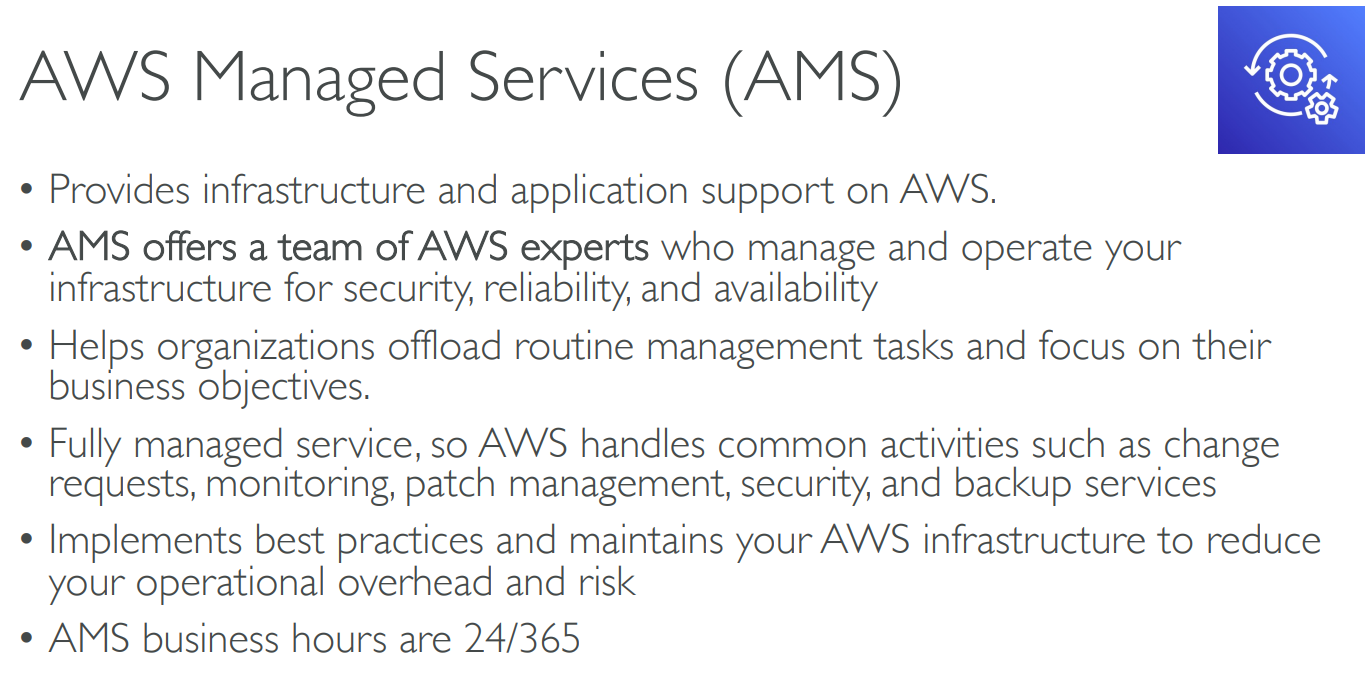 AWS Managed Services (AMS)
• Provides infrastructure and application support on AWS.
• AMS offers a team of AWS experts who manage and operate your
infrastructure for security, reliability, and availability
• Helps organizations offload routine management tasks and focus on their
business objectives.
• Fully managed service, so AWS handles common activities such as change
requests, monitoring, patch management, security, and backup services
• Implements best practices and maintains your AWS infrastructure to reduce
your operational overhead and risk
• AMS business hours are 24/365